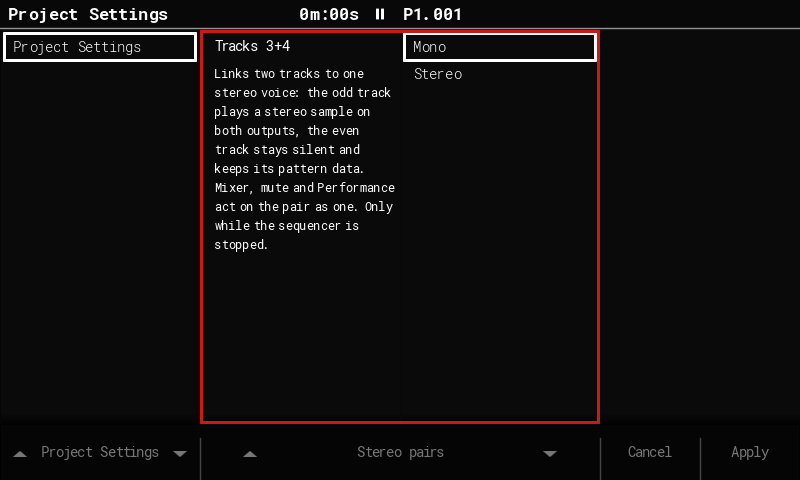 Project Settings
0m:00s
P1.001
Project Settings
Tracks 3+4
Links two tracks to one
stereo voice: the odd track
plays a stereo sample on
both outputs, the even
track stays silent and
keeps its pattern data.
Mixer, mute and Performance
act on the pair as one. Only
while the sequencer is
stopped.
Mono
Stereo
Project Settings
Stereo pairs
Cancel
Apply